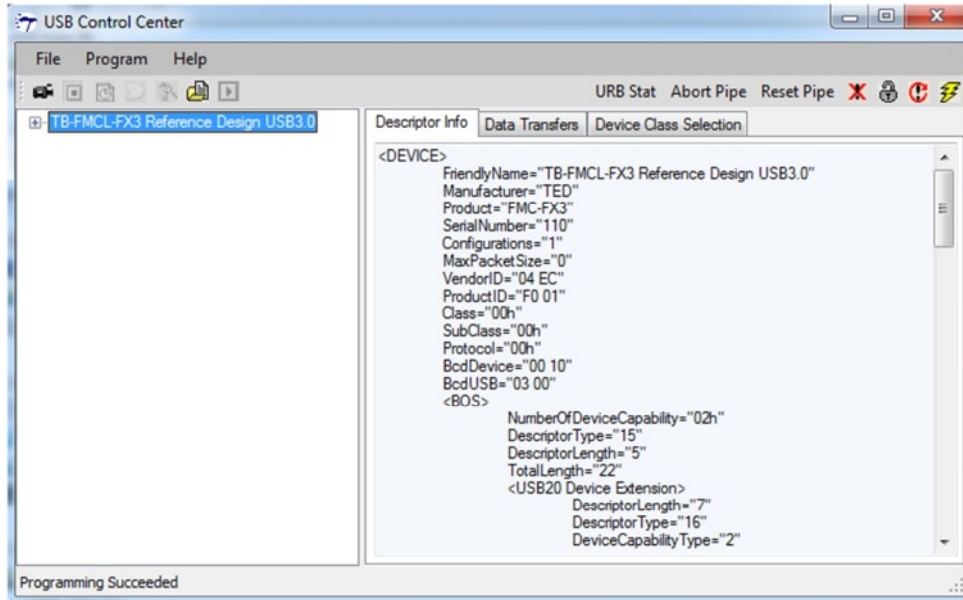 USB Control Center
File Program Help
URB Stat Abort Pipe Reset Pipe
TB-FMCL-FX3 Reference Design USB3.0
Descriptor Info Data Transfers Device Class Selection
<DEVICE>
FriendlyName="TB-FMCL-FX3 Reference Design USB3.0"
Manufacturer="TED"
Product="FMC-FX3"
SerialNumber="110"
Configurations="1"
MaxPacketSize="0"
VendorID="04 EC"
ProductID="F0 01"
Class="00h"
SubClass="00h"
Protocol="00h"
BcdDevice="00 10"
BcdUSB="03 00"
<BOS>
NumberOfDeviceCapability="02h"
DescriptorType="15"
DescriptorLength="5"
TotalLength="22"
<USB20 Device Extension>
DescriptorLength="7"
DescriptorType="16"
DeviceCapabilityType="2"
Programming Succeeded